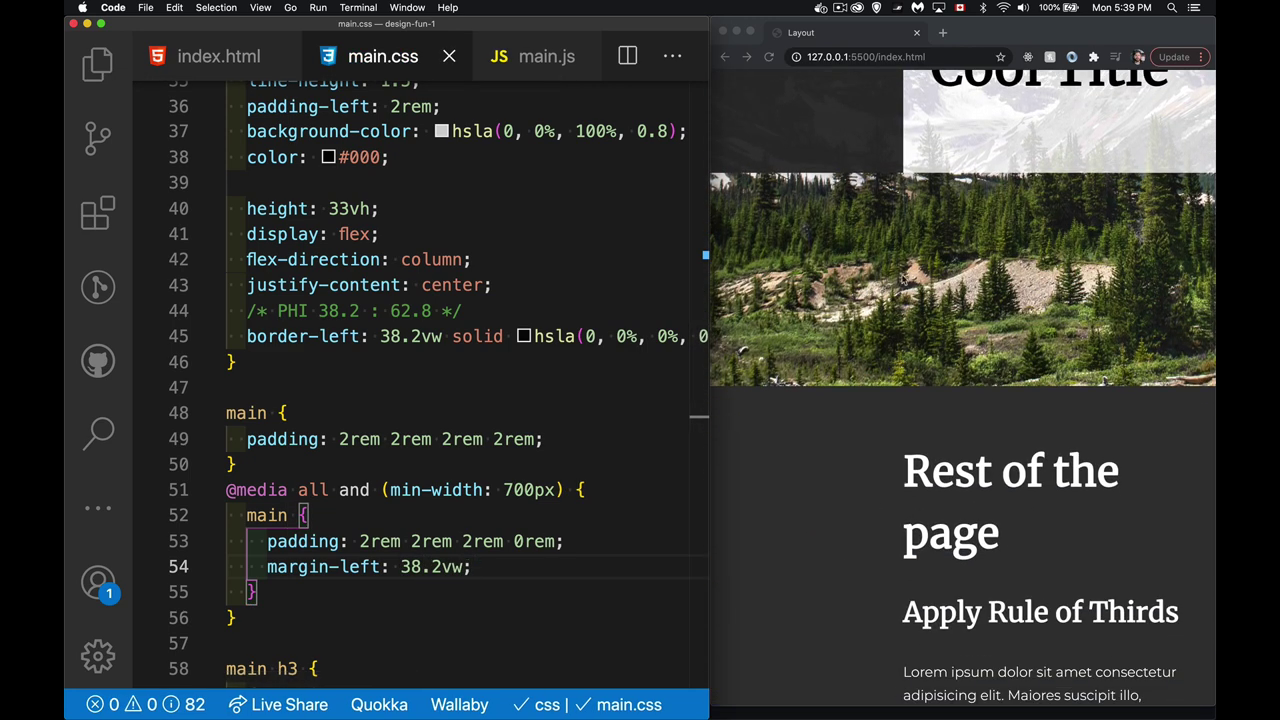 Code File Edit Selection View Go Run Terminal Window Help
100% Mon 5:39 PM
main.css — design-fun-1
index.html main.css JS main.js
35 line-height: 1.5;
36 padding-left: 2rem;
37 background-color: hsla(0, 0%, 100%, 0.8);
38 color: #000;
39
40 height: 33vh;
41 display: flex;
42 flex-direction: column;
43 justify-content: center;
44 /* PHI 38.2 : 62.8 */
45 border-left: 38.2vw solid hsla(0, 0%, 0%, 0
46 }
47
48 main {
49 padding: 2rem 2rem 2rem 2rem;
50 }
51 @media all and (min-width: 700px) {
52 main {
53 padding: 2rem 2rem 2rem 0rem;
54 margin-left: 38.2vw;
55 }
56 }
57
58 main h3 {
1
0 0 82 Live Share Quokka Wallaby css | main.css
Layout
127.0.0.1:5500/index.html Update
Cool Title
Rest of the
page
Apply Rule of Thirds
Lorem ipsum dolor sit amet consectetur
adipisicing elit. Maiores suscipit illo,